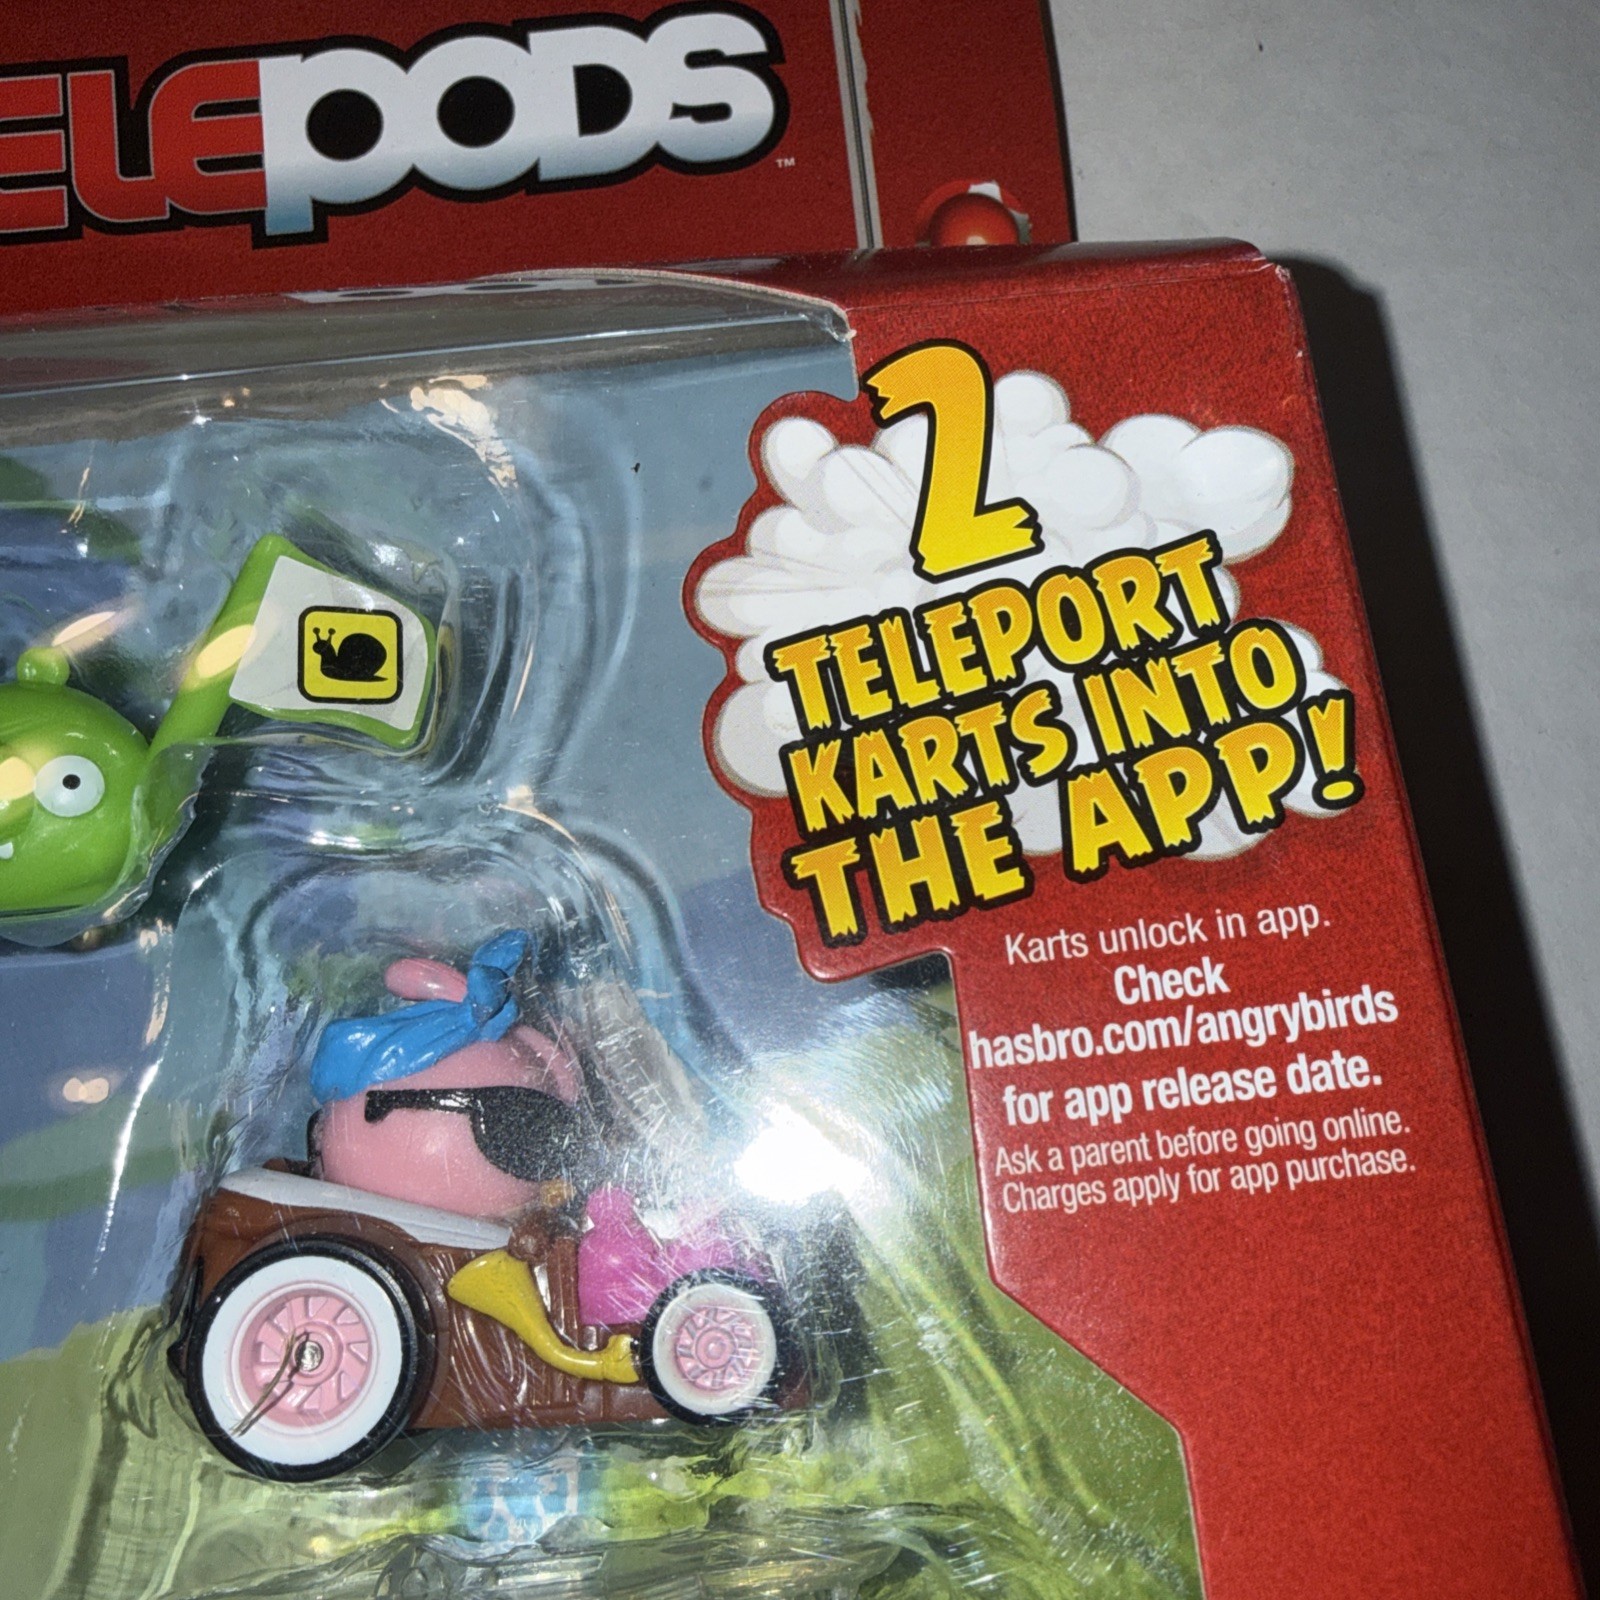 ELEPODS™
2
TELEPORT
KARTS INTO
THE APP!
Karts unlock in app.
Check
hasbro.com/angrybirds
for app release date.
Ask a parent before going online.
Charges apply for app purchase.